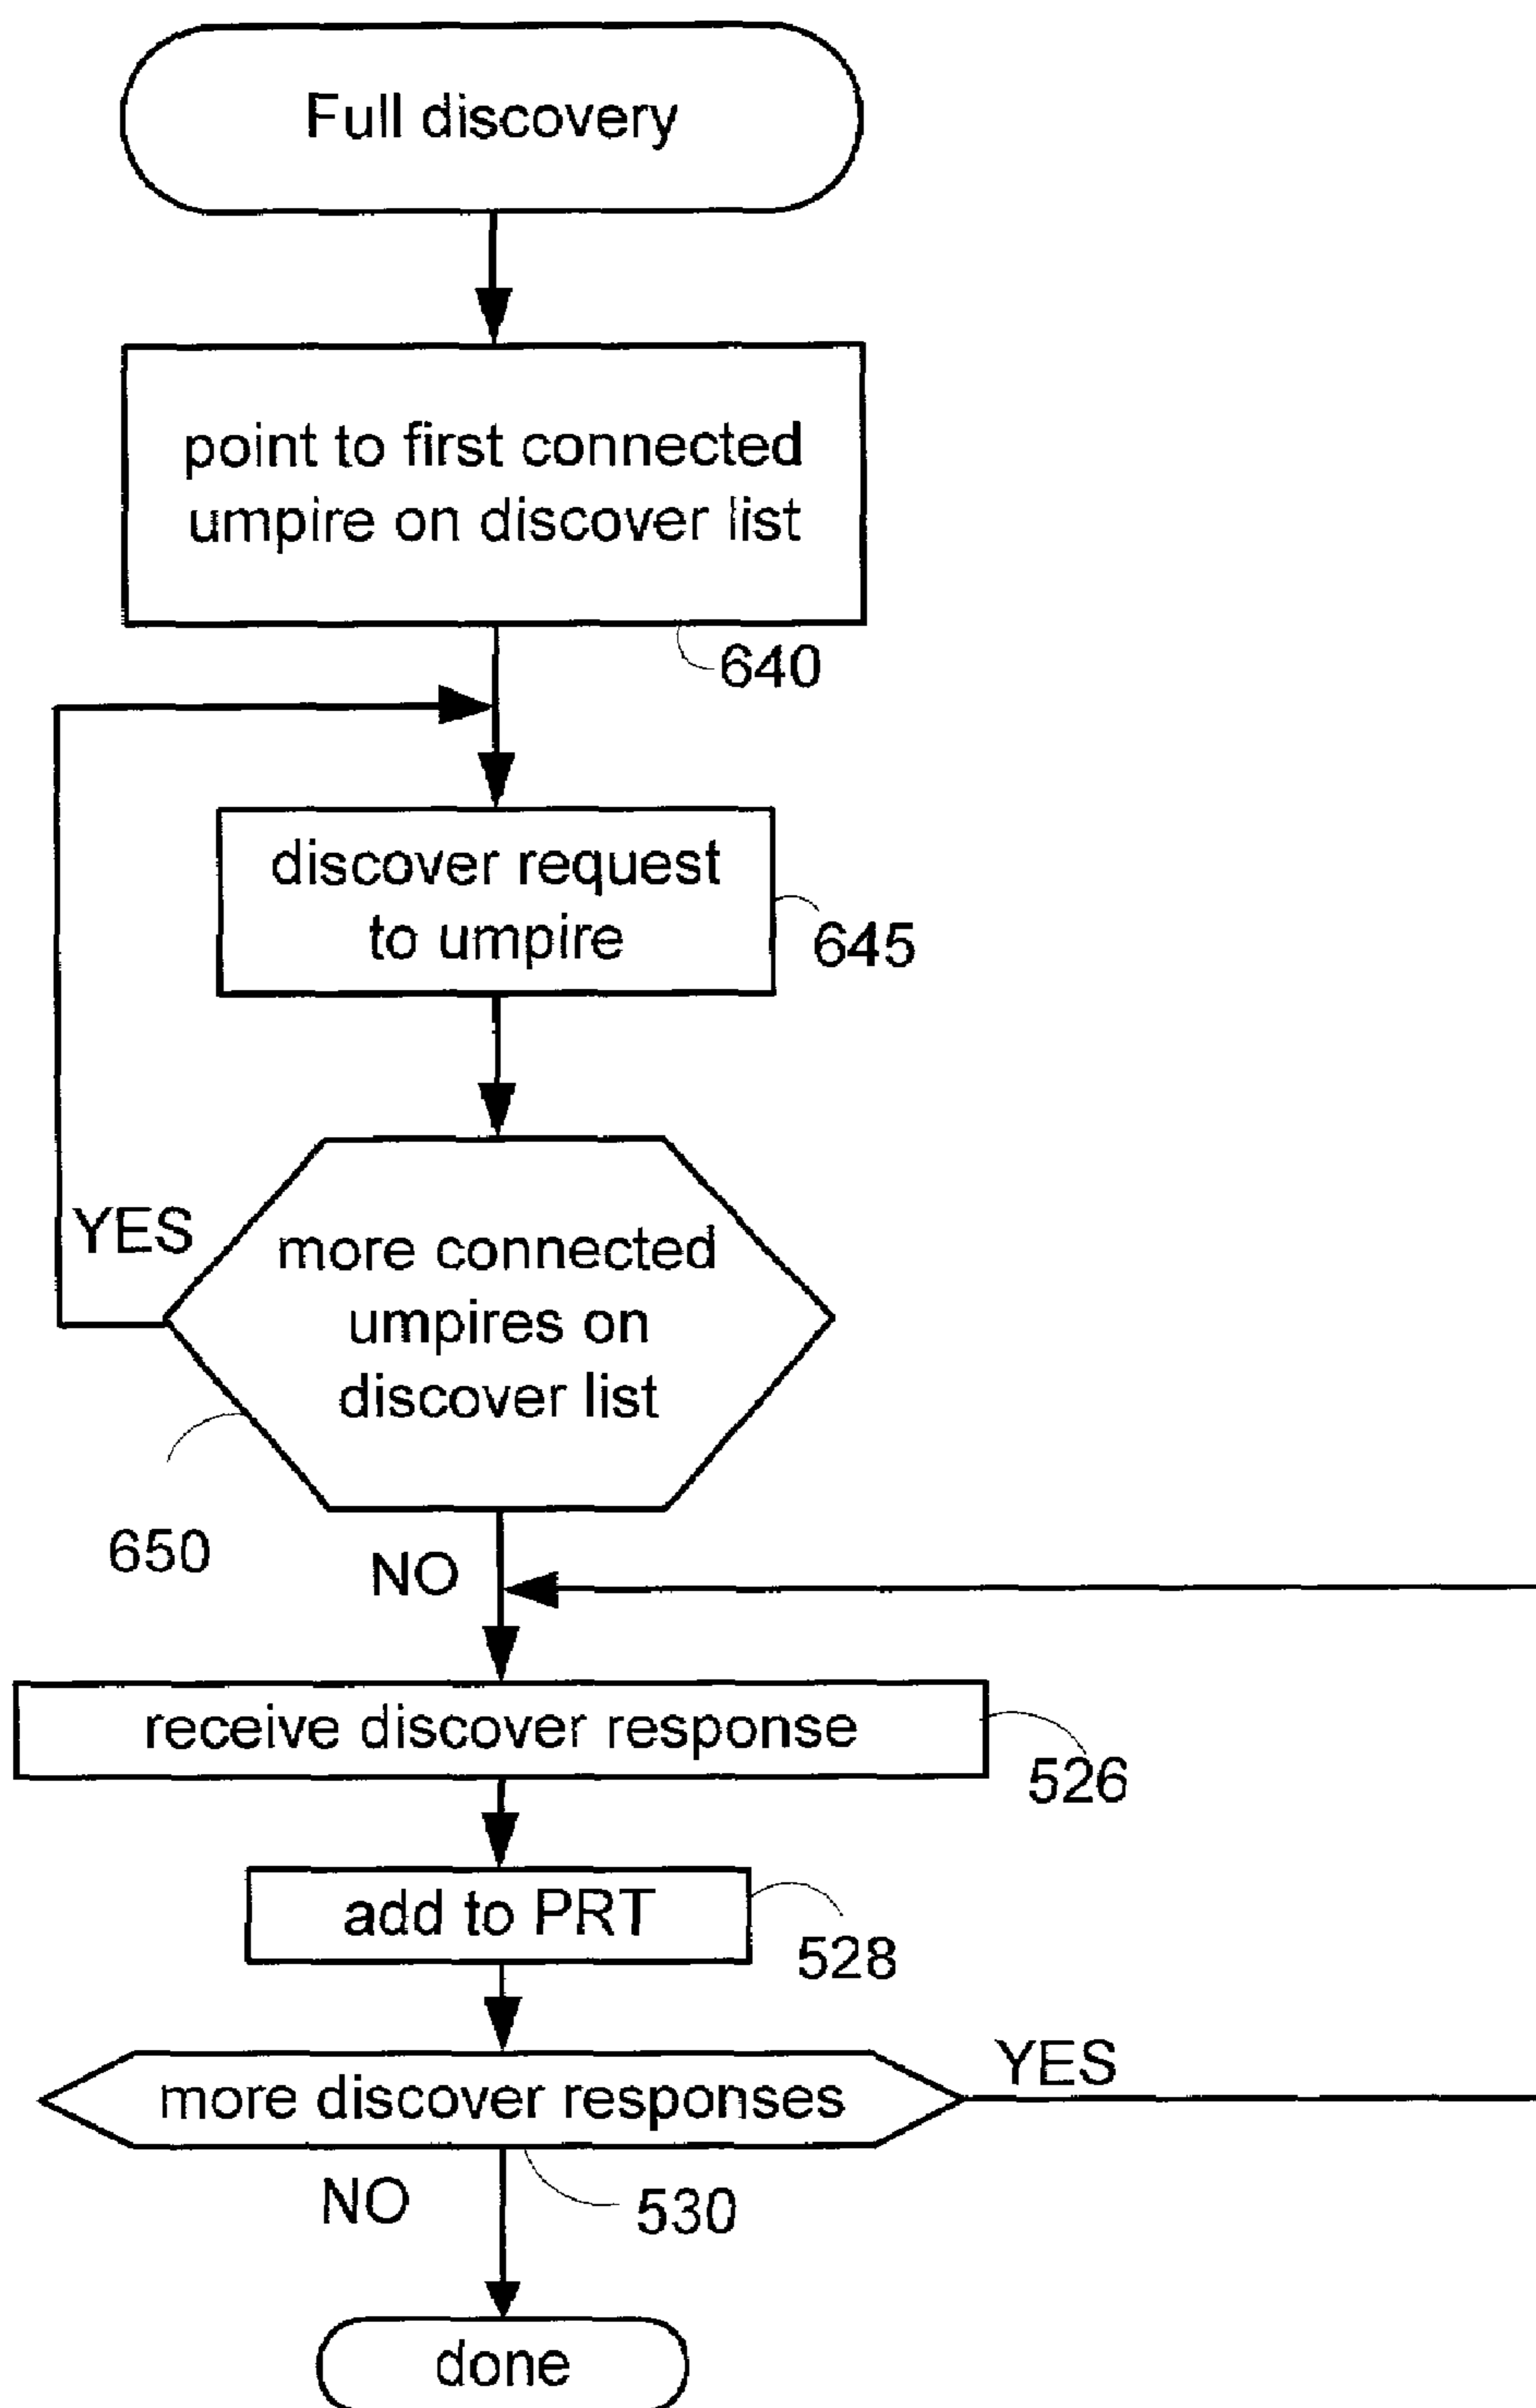 Full discovery
point to first connected
umpire on discover list
640
discover request
to umpire
645
YES
more connected
umpires on
discover list
650
NO
receive discover response
526
add to PRT
528
YES
more discover responses
NO
530
done